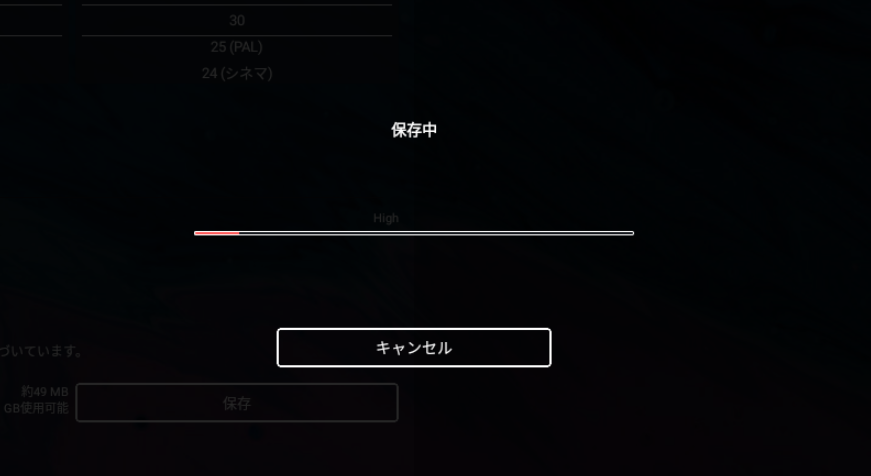 30
25 (PAL)
24 (シネマ)
保存中
High
キャンセル
づいています。
約49 MB
GB使用可能
保存